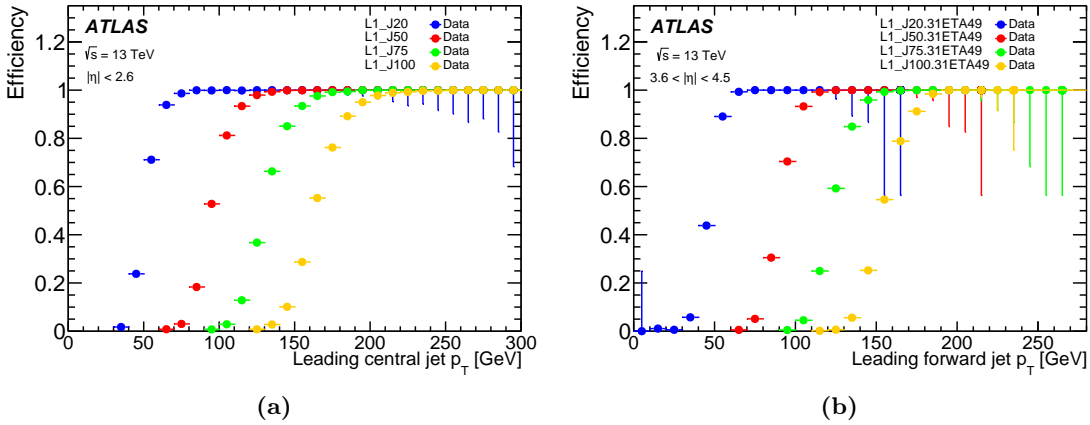 ATLAS
√s = 13 TeV
|η| < 2.6
L1_J20 Data
L1_J50 Data
L1_J75 Data
L1_J100 Data
Efficiency
1.2
1
0.8
0.6
0.4
0.2
0
0 50 100 150 200 250 300
Leading central jet pT [GeV]
(a)
ATLAS
√s = 13 TeV
3.6 < |η| < 4.5
L1_J20.31ETA49 Data
L1_J50.31ETA49 Data
L1_J75.31ETA49 Data
L1_J100.31ETA49 Data
Efficiency
1.2
1
0.8
0.6
0.4
0.2
0
0 50 100 150 200 250
Leading forward jet pT [GeV]
(b)